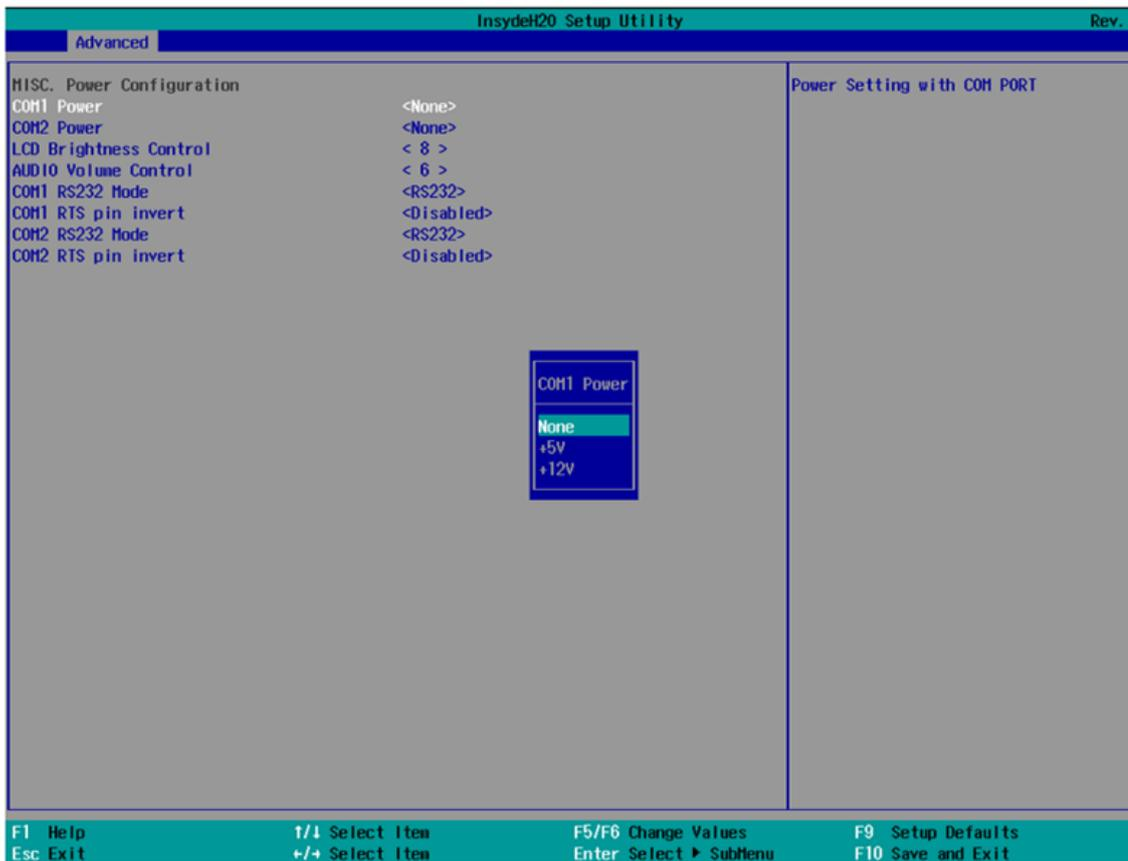 InsydeH2O Setup Utility Rev.
Advanced
MISC. Power Configuration
COM1 Power <None>
COM2 Power <None>
LCD Brightness Control < 8 >
AUDIO Volume Control < 6 >
COM1 RS232 Mode <RS232>
COM1 RTS pin invert <Disabled>
COM2 RS232 Mode <RS232>
COM2 RTS pin invert <Disabled>
Power Setting with COM PORT
COM1 Power
None
+5V
+12V
F1 Help ↑/↓ Select Item F5/F6 Change Values F9 Setup Defaults
Esc Exit ←/→ Select Item Enter Select ▶ SubMenu F10 Save and Exit